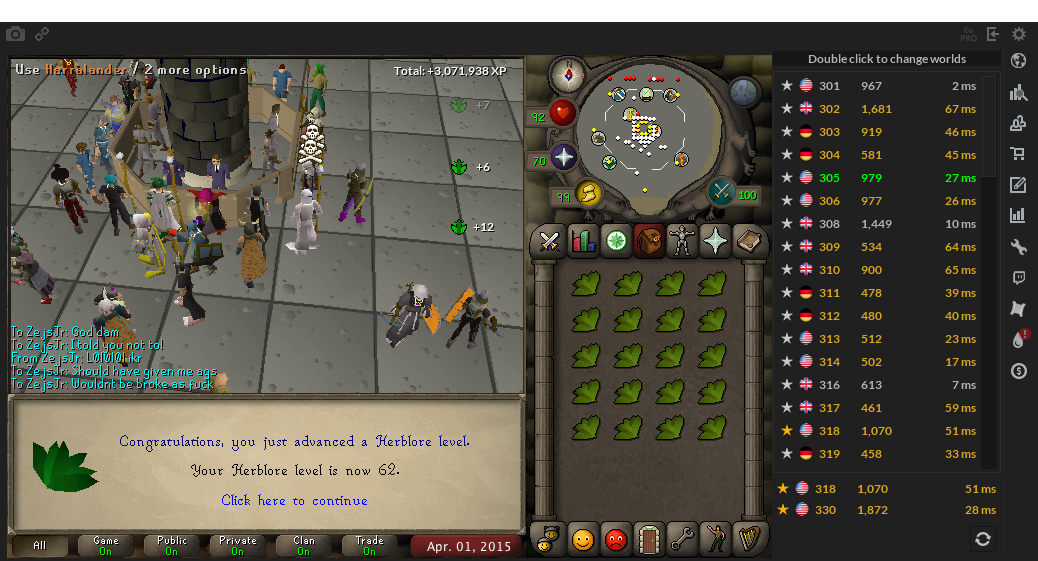 Go
PRO
Use Harralander / 2 more options
Total: +3,071,938 XP
+7
+6
+12
92
70
99
100
To ZejsJr: God dam
To ZejsJr: I told you not to!
To ZejsJr: Should have given me ags
To ZejsJr: Wouldnt be broke as fuck
Congratulations, you just advanced a Herblore level.
Your Herblore level is now 62.
Click here to continue
All
Game
On
Public
On
Private
On
Clan
On
Trade
On
Apr. 01, 2015
Double click to change worlds
301 967 2 ms
302 1,681 67 ms
303 919 46 ms
304 581 45 ms
305 979 27 ms
306 977 26 ms
308 1,449 10 ms
309 534 64 ms
310 900 65 ms
311 478 39 ms
312 480 40 ms
313 512 23 ms
314 502 17 ms
316 613 7 ms
317 461 59 ms
318 1,070 51 ms
319 458 33 ms
318 1,070 51 ms
330 1,872 28 ms